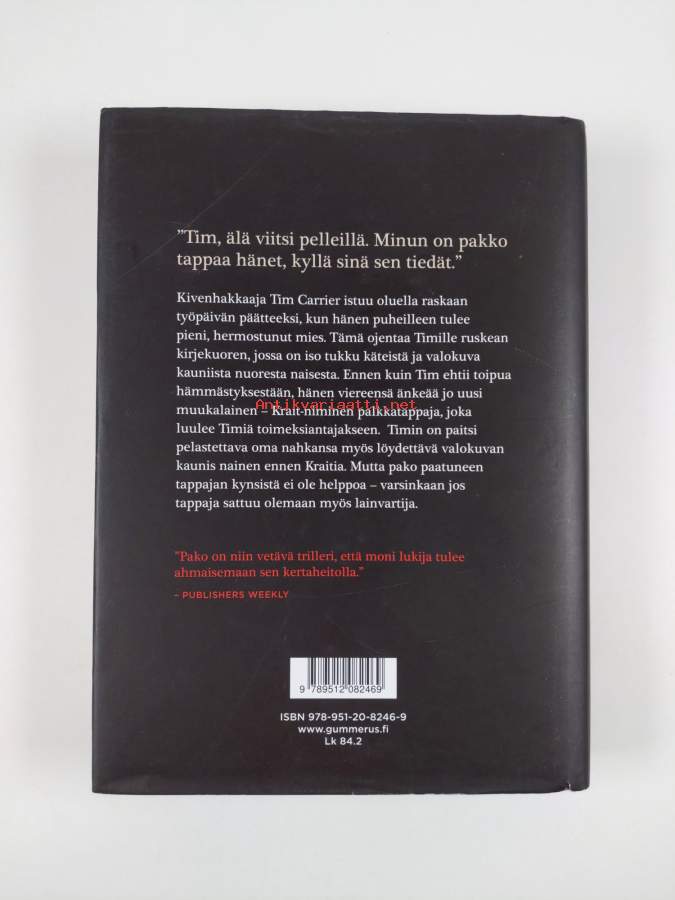 ”Tim, älä viitsi pelleillä. Minun on pakko
tappaa hänet, kyllä sinä sen tiedät.”
Kivenhakkaaja Tim Carrier istuu oluella raskaan
työpäivän päätteeksi, kun hänen puheilleen tulee
pieni, hermostunut mies. Tämä ojentaa Timille ruskean
kirjekuoren, jossa on iso tukku käteistä ja valokuva
kauniista nuoresta naisesta. Ennen kuin Tim ehtii toipua
hämmästyksestään, hänen viereensä änkeää jo uusi
muukalainen – Krait-niminen palkkatappaja, joka
Antikvariaatti.net
luulee Timiä toimeksiantajakseen. Timin on paitsi
pelastettava oma nahkansa myös löydettävä valokuvan
kaunis nainen ennen Kraitia. Mutta pako paatuneen
tappajan kynsistä ei ole helppoa – varsinkaan jos
tappaja sattuu olemaan myös lainvartija.
”Pako on niin vetävä trilleri, että moni lukija tulee
ahmaisemaan sen kertaheitolla.”
– PUBLISHERS WEEKLY
9 789512 082469
ISBN 978-951-20-8246-9
www.gummerus.fi
Lk 84.2